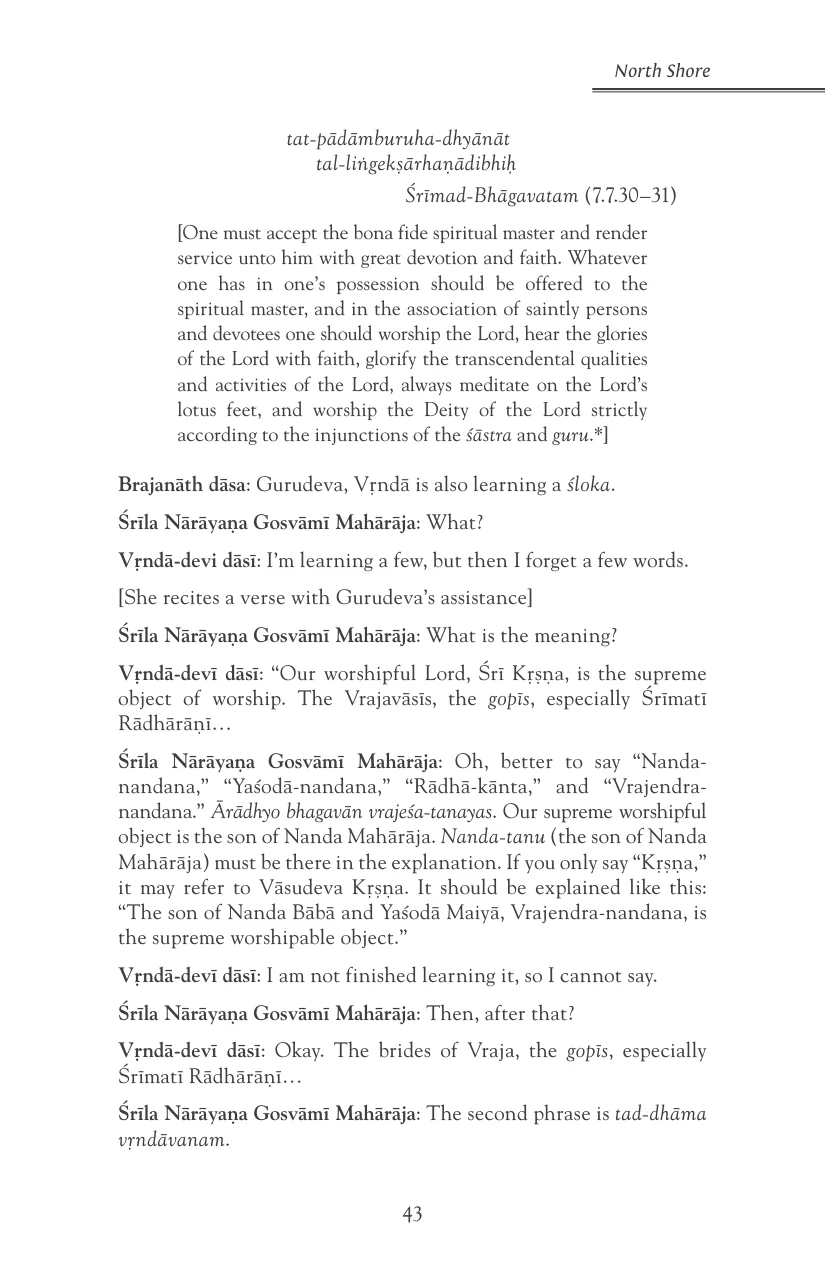 North Shore
tat-pādāmburuha-dhyānāt
tal-liṅgekṣārhaṇādibhiḥ
Śrīmad-Bhāgavatam (7.7.30–31)
[One must accept the bona fide spiritual master and render
service unto him with great devotion and faith. Whatever
one has in one’s possession should be offered to the
spiritual master, and in the association of saintly persons
and devotees one should worship the Lord, hear the glories
of the Lord with faith, glorify the transcendental qualities
and activities of the Lord, always meditate on the Lord’s
lotus feet, and worship the Deity of the Lord strictly
according to the injunctions of the śāstra and guru.*]
Brajanāth dāsa: Gurudeva, Vṛndā is also learning a śloka.
Śrīla Nārāyaṇa Gosvāmī Mahārāja: What?
Vṛndā-devi dāsī: I’m learning a few, but then I forget a few words.
[She recites a verse with Gurudeva’s assistance]
Śrīla Nārāyaṇa Gosvāmī Mahārāja: What is the meaning?
Vṛndā-devī dāsī: “Our worshipful Lord, Śrī Kṛṣṇa, is the supreme
object of worship. The Vrajavāsīs, the gopīs, especially Śrīmatī
Rādhārāṇī…
Śrīla Nārāyaṇa Gosvāmī Mahārāja: Oh, better to say “Nanda-
nandana,” “Yaśodā-nandana,” “Rādhā-kānta,” and “Vrajendra-
nandana.” Ārādhyo bhagavān vrajeśa-tanayas. Our supreme worshipful
object is the son of Nanda Mahārāja. Nanda-tanu (the son of Nanda
Mahārāja) must be there in the explanation. If you only say “Kṛṣṇa,”
it may refer to Vāsudeva Kṛṣṇa. It should be explained like this:
“The son of Nanda Bābā and Yaśodā Maiyā, Vrajendra-nandana, is
the supreme worshipable object.”
Vṛndā-devī dāsī: I am not finished learning it, so I cannot say.
Śrīla Nārāyaṇa Gosvāmī Mahārāja: Then, after that?
Vṛndā-devī dāsī: Okay. The brides of Vraja, the gopīs, especially
Śrīmatī Rādhārāṇī…
Śrīla Nārāyaṇa Gosvāmī Mahārāja: The second phrase is tad-dhāma
vṛndāvanam.
43